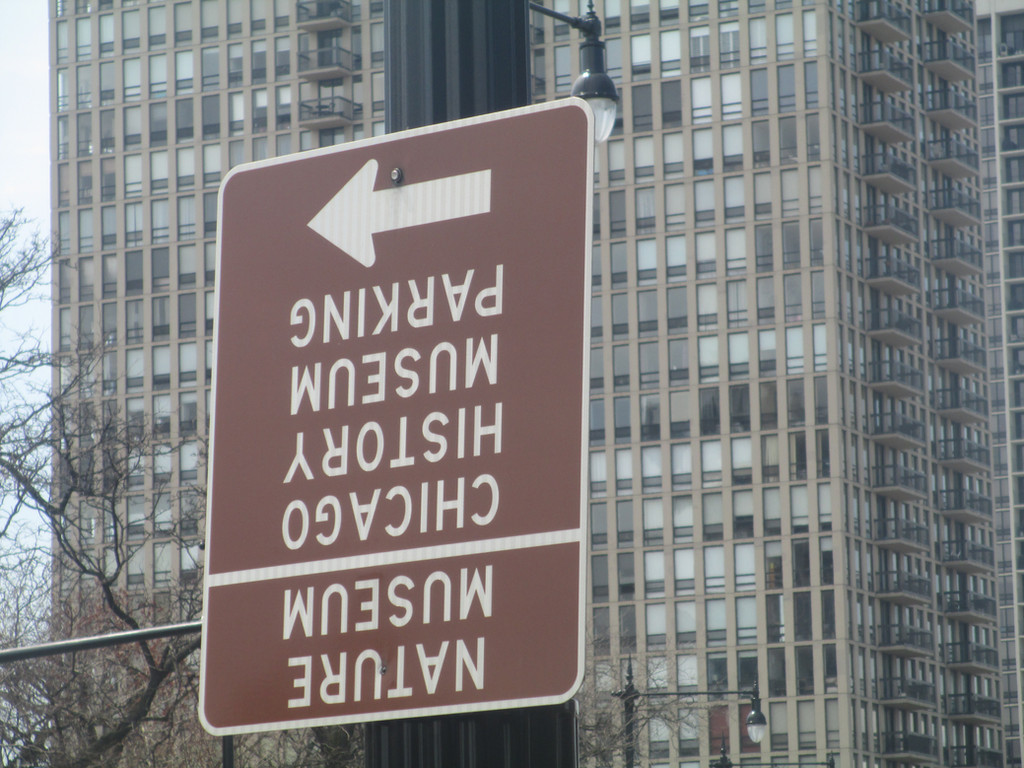 NATURE
MUSEUM
CHICAGO
HISTORY
MUSEUM
PARKING